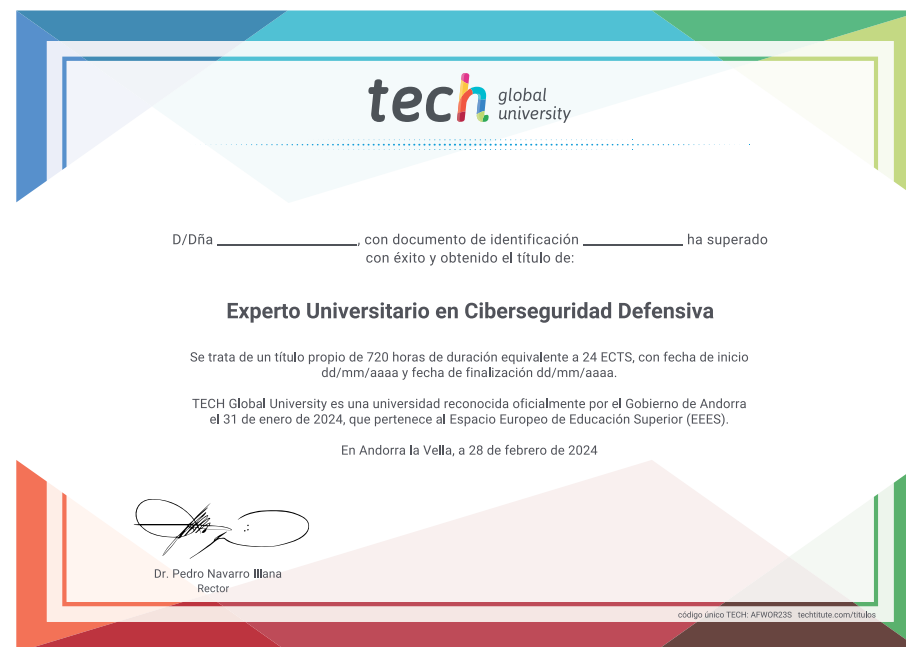 tech global
university
D/Dña ____________________, con documento de identificación ______________ ha superado
con éxito y obtenido el título de:
Experto Universitario en Ciberseguridad Defensiva
Se trata de un título propio de 720 horas de duración equivalente a 24 ECTS, con fecha de inicio
dd/mm/aaaa y fecha de finalización dd/mm/aaaa.
TECH Global University es una universidad reconocida oficialmente por el Gobierno de Andorra
el 31 de enero de 2024, que pertenece al Espacio Europeo de Educación Superior (EEES).
En Andorra la Vella, a 28 de febrero de 2024
Dr. Pedro Navarro Illana
Rector
código único TECH: AFWOR23S techtitute.com/titulos